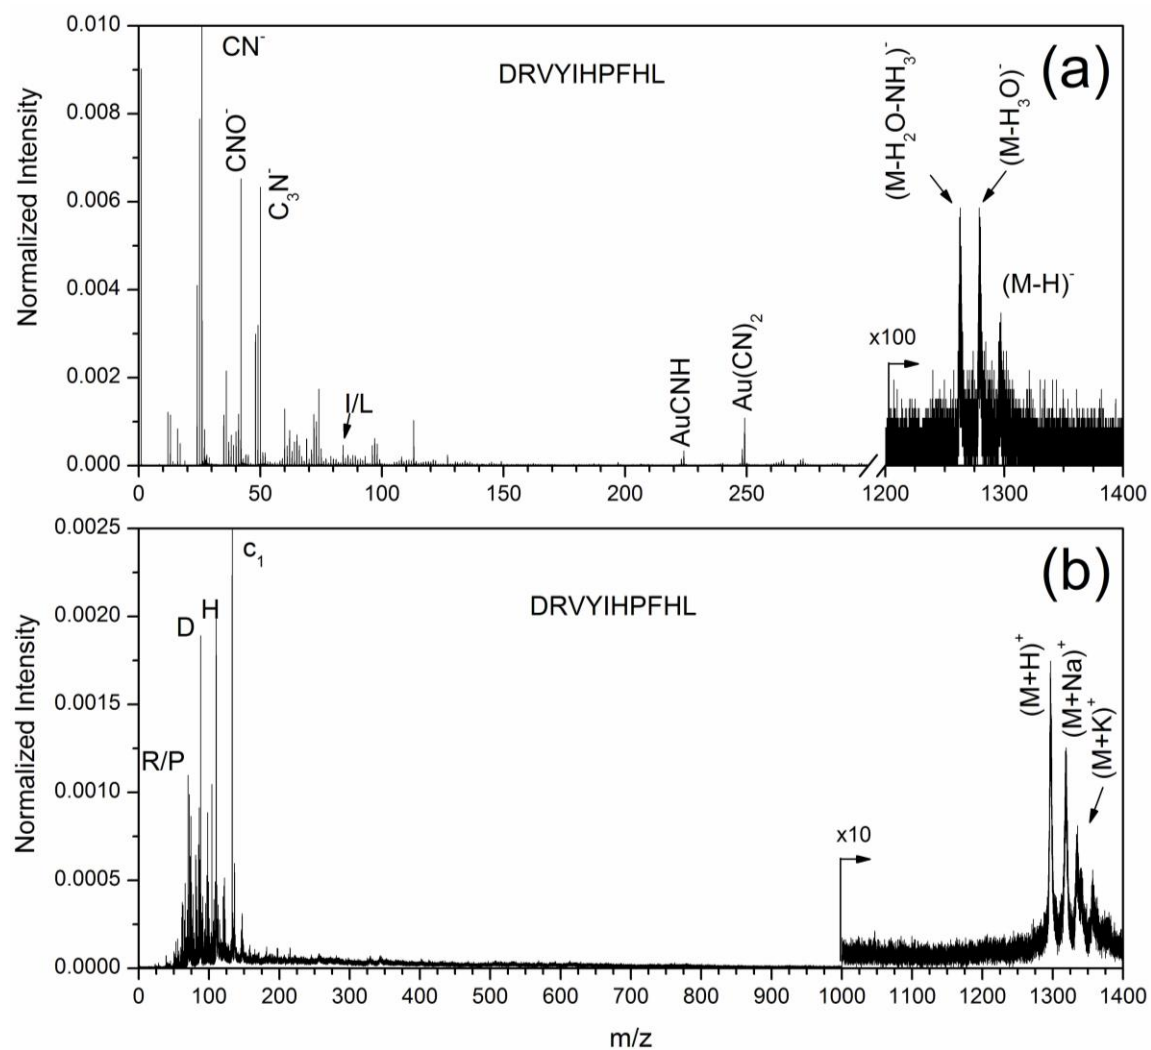 (a)
DRVYIHPFHL
CN⁻
CNO⁻
C₃N⁻
I/L
AuCNH
Au(CN)₂
(M-H₂O-NH₃)⁻
(M-H₃O)⁻
(M-H)⁻
x100
Normalized Intensity
0.010
0.008
0.006
0.004
0.002
0.000
0 50 100 150 200 250 1200 1300 1400
(b)
DRVYIHPFHL
c₁
H
D
R/P
(M+H)⁺
(M+Na)⁺
(M+K)⁺
x10
Normalized Intensity
0.0025
0.0020
0.0015
0.0010
0.0005
0.0000
0 100 200 300 400 500 600 700 800 900 1000 1100 1200 1300 1400
m/z